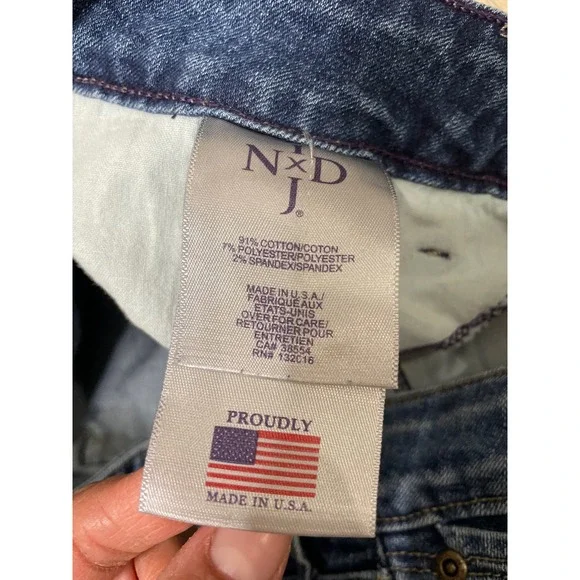 N×D
J®
91% COTTON/COTON
7% POLYESTER/POLYESTER
2% SPANDEX/SPANDEX
MADE IN U.S.A./
FABRIQUE AUX
ETATS-UNIS
OVER FOR CARE/
RETOURNER POUR
ENTRETIEN
CA# 38554
RN# 132016
PROUDLY
MADE IN U.S.A.